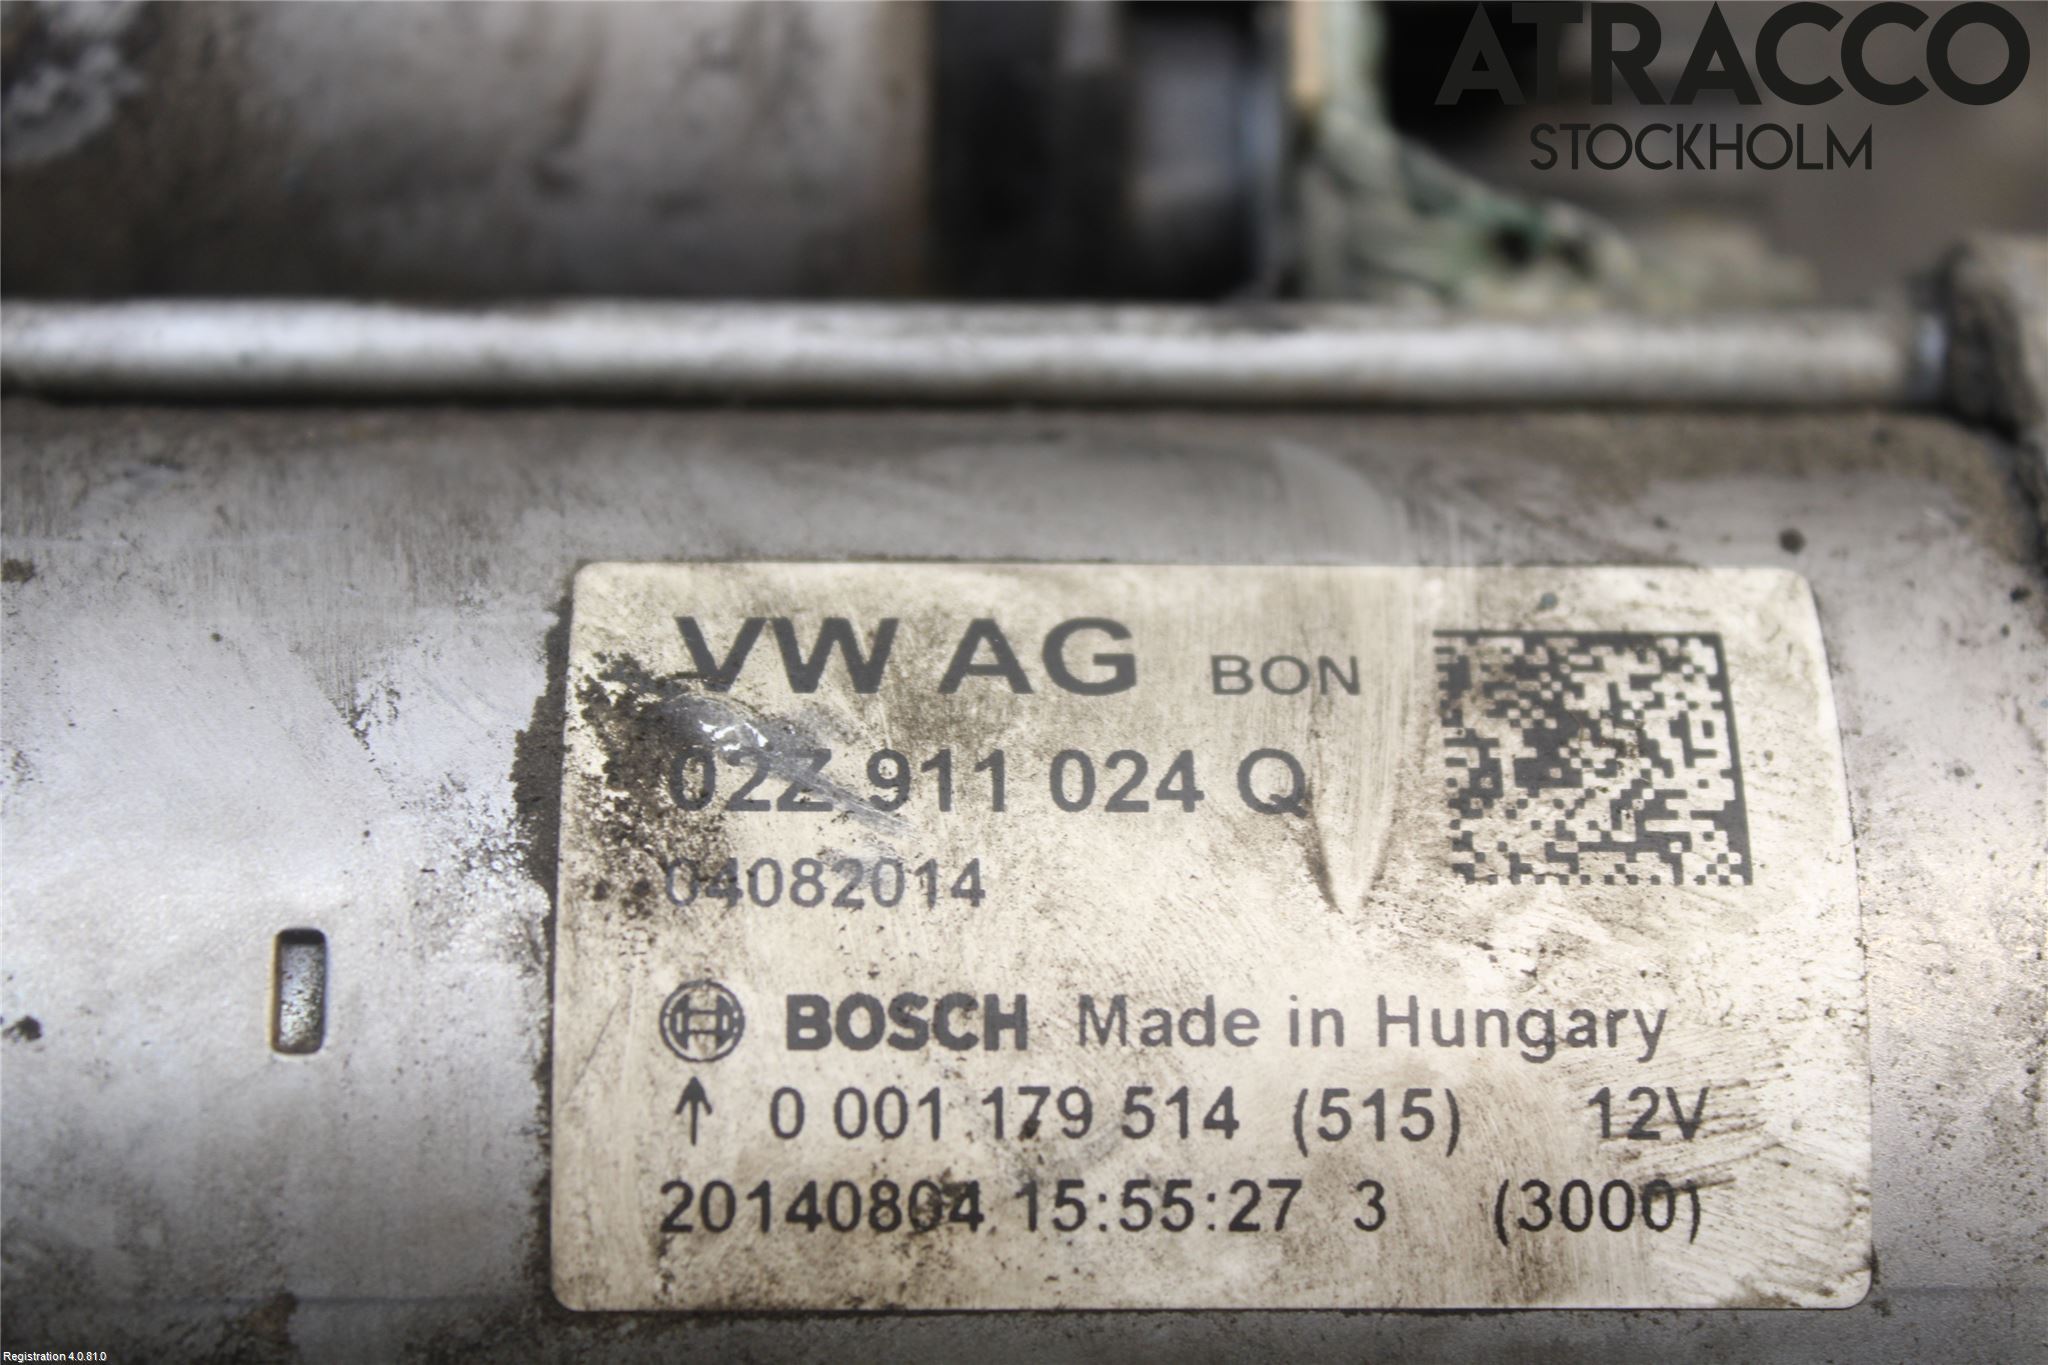 ATRACCO
STOCKHOLM
VW AG BON
02Z 911 024 Q
04082014
BOSCH Made in Hungary
↑ 0 001 179 514 (515) 12V
20140804 15:55:27 3 (3000)
Registration 4.0.81.0